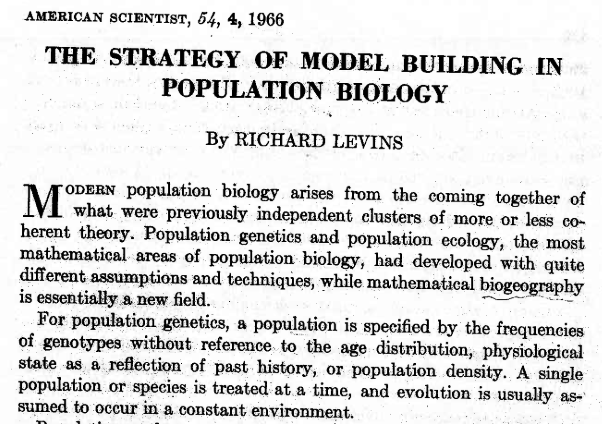 AMERICAN SCIENTIST, 54, 4, 1966
THE STRATEGY OF MODEL BUILDING IN
POPULATION BIOLOGY
By RICHARD LEVINS
MODERN population biology arises from the coming together of
what were previously independent clusters of more or less co-
herent theory. Population genetics and population ecology, the most
mathematical areas of population biology, had developed with quite
different assumptions and techniques, while mathematical biogeography
is essentially a new field.
For population genetics, a population is specified by the frequencies
of genotypes without reference to the age distribution, physiological
state as a reflection of past history, or population density. A single
population or species is treated at a time, and evolution is usually as-
sumed to occur in a constant environment.